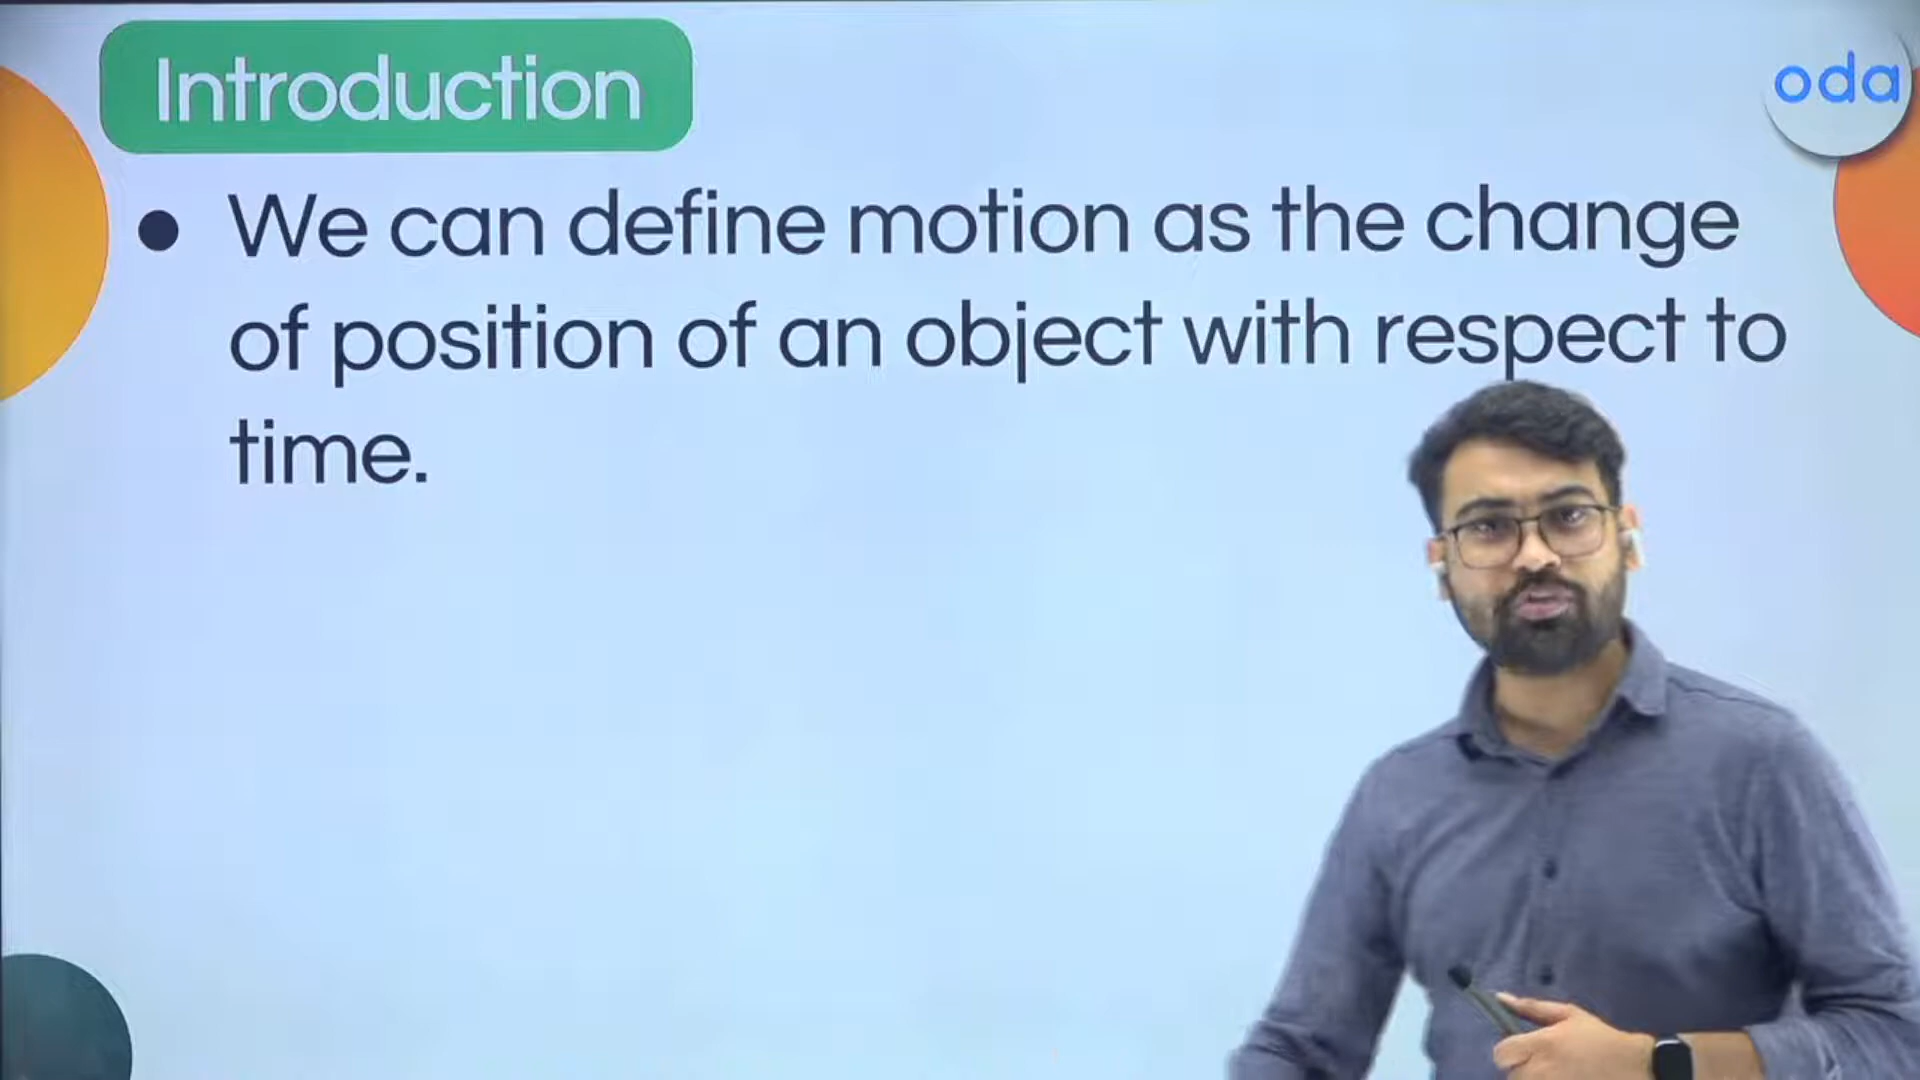 Introduction
oda
• We can define motion as the change
of position of an object with respect to
time.